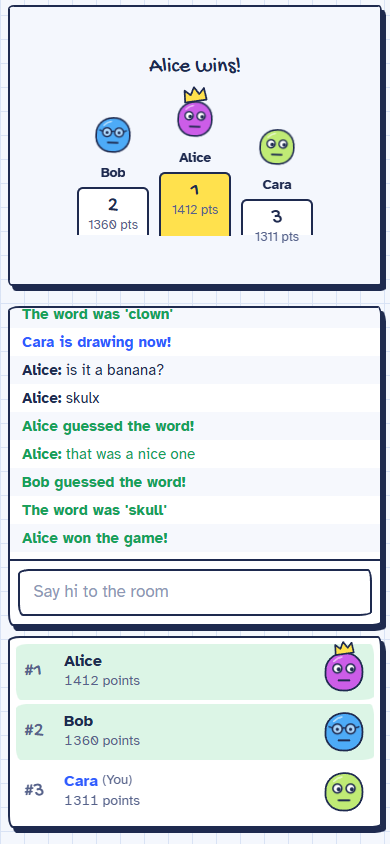 Alice wins!
Bob
Alice
Cara
2
1360 pts
1
1412 pts
3
1311 pts
The word was 'clown'
Cara is drawing now!
Alice: is it a banana?
Alice: skulx
Alice guessed the word!
Alice: that was a nice one
Bob guessed the word!
The word was 'skull'
Alice won the game!
Say hi to the room
#1
Alice
1412 points
#2
Bob
1360 points
#3
Cara (You)
1311 points